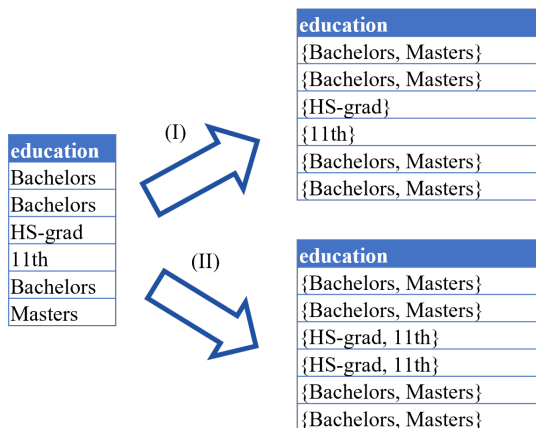 education
Bachelors
Bachelors
HS-grad
11th
Bachelors
Masters
(I)
education
{Bachelors, Masters}
{Bachelors, Masters}
{HS-grad}
{11th}
{Bachelors, Masters}
{Bachelors, Masters}
(II)
education
{Bachelors, Masters}
{Bachelors, Masters}
{HS-grad, 11th}
{HS-grad, 11th}
{Bachelors, Masters}
{Bachelors, Masters}